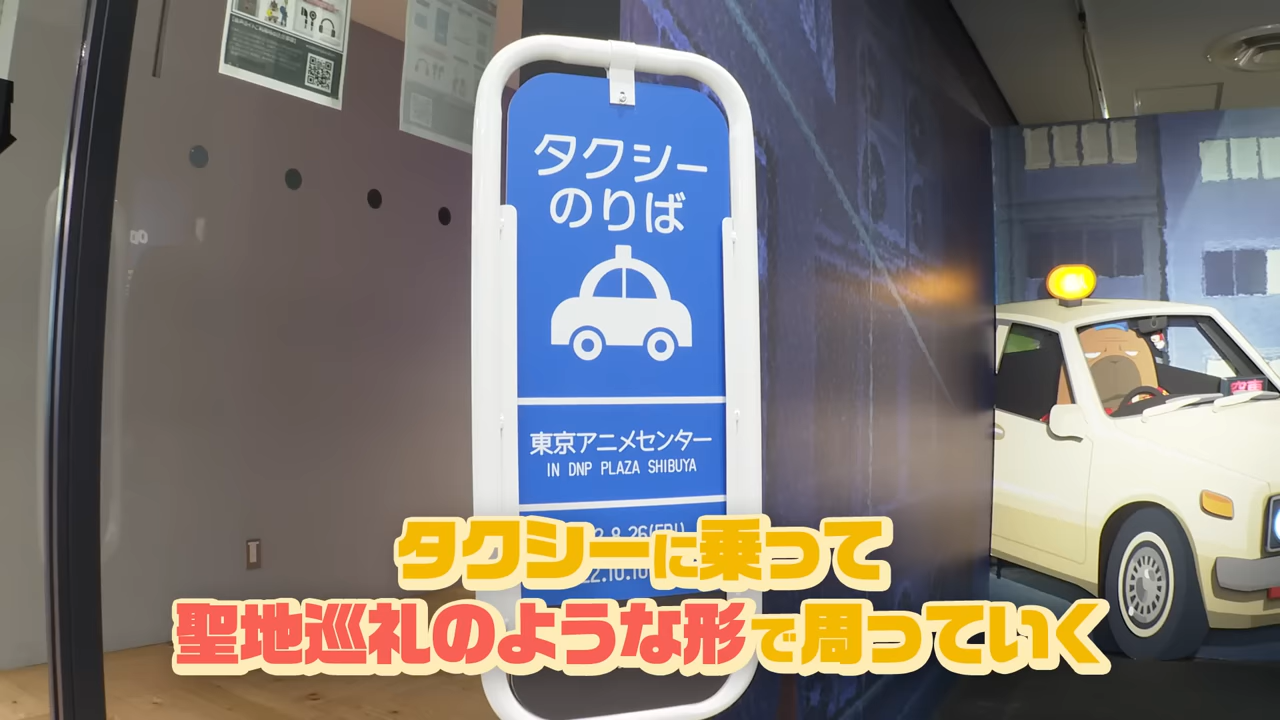 タクシー
のりば
東京アニメセンター
IN DNP PLAZA SHIBUYA
タクシーに乗って
聖地巡礼のような形で周っていく